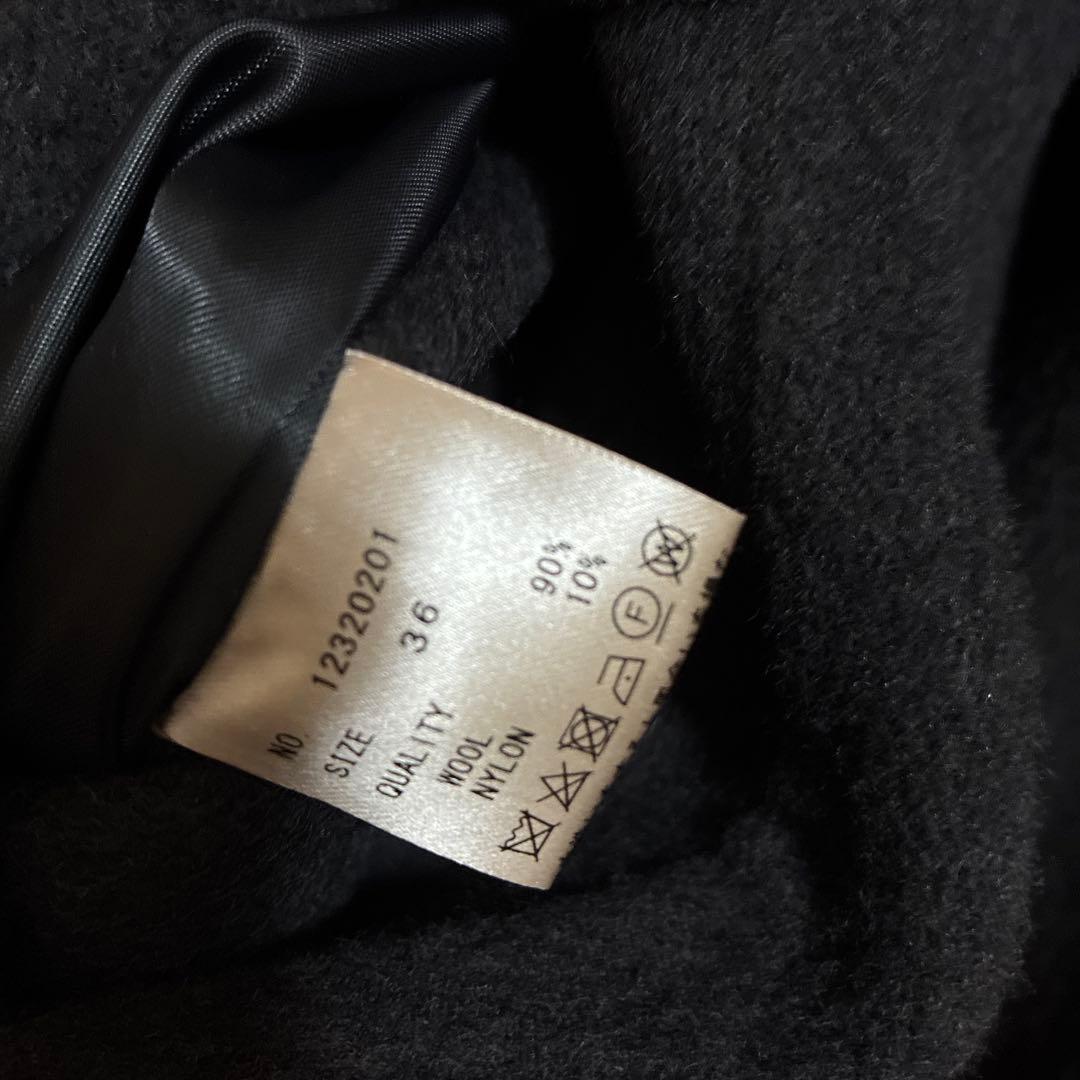 NO. 12320201
SIZE 36
QUALITY
WOOL 90%
NYLON 10%
F
W